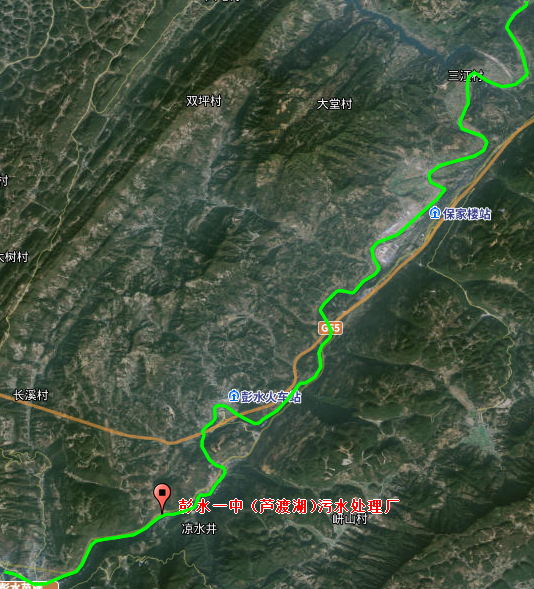 三江村
双坪村
大堂村
村
保家楼站
大树村
G65
长溪村
彭水火车站
彭水一中（芦渡湖）污水处理厂
岍山村
凉水井